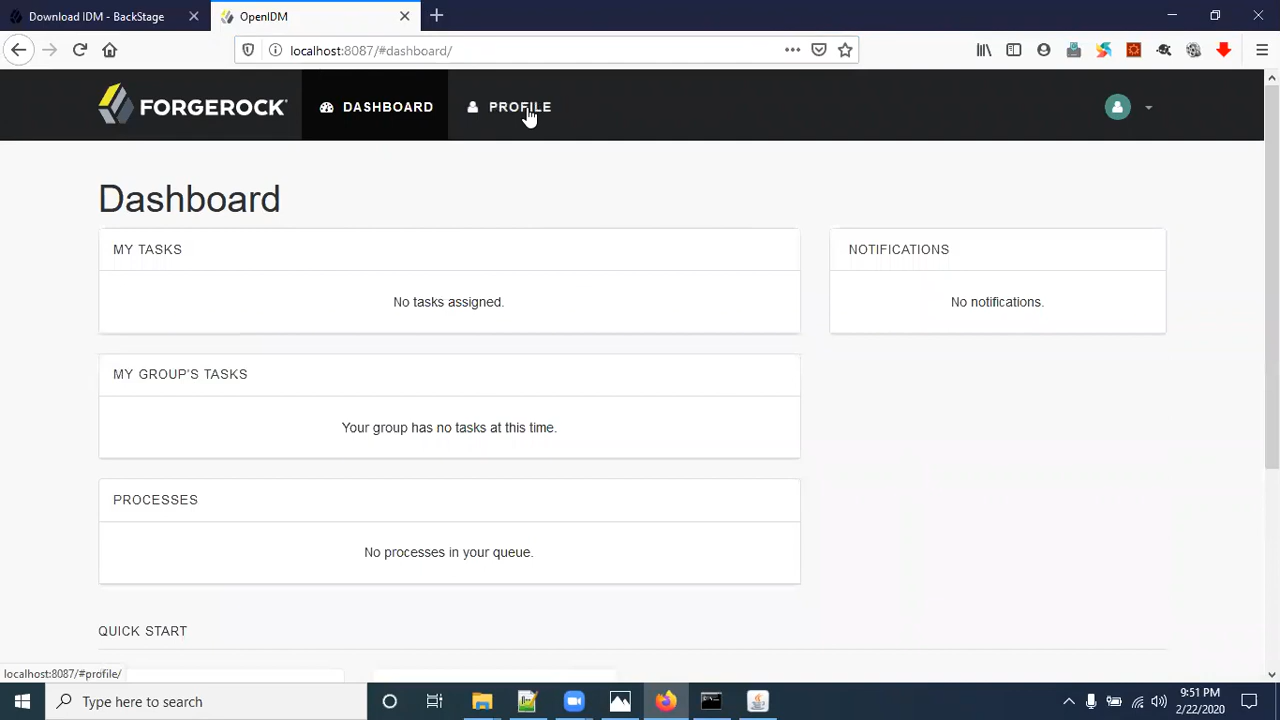 Download IDM - BackStage
OpenIDM
localhost:8087/#dashboard/
FORGEROCK
DASHBOARD
PROFILE
Dashboard
MY TASKS
No tasks assigned.
NOTIFICATIONS
No notifications.
MY GROUP'S TASKS
Your group has no tasks at this time.
PROCESSES
No processes in your queue.
QUICK START
localhost:8087/#profile/
Type here to search
9:51 PM
2/22/2020